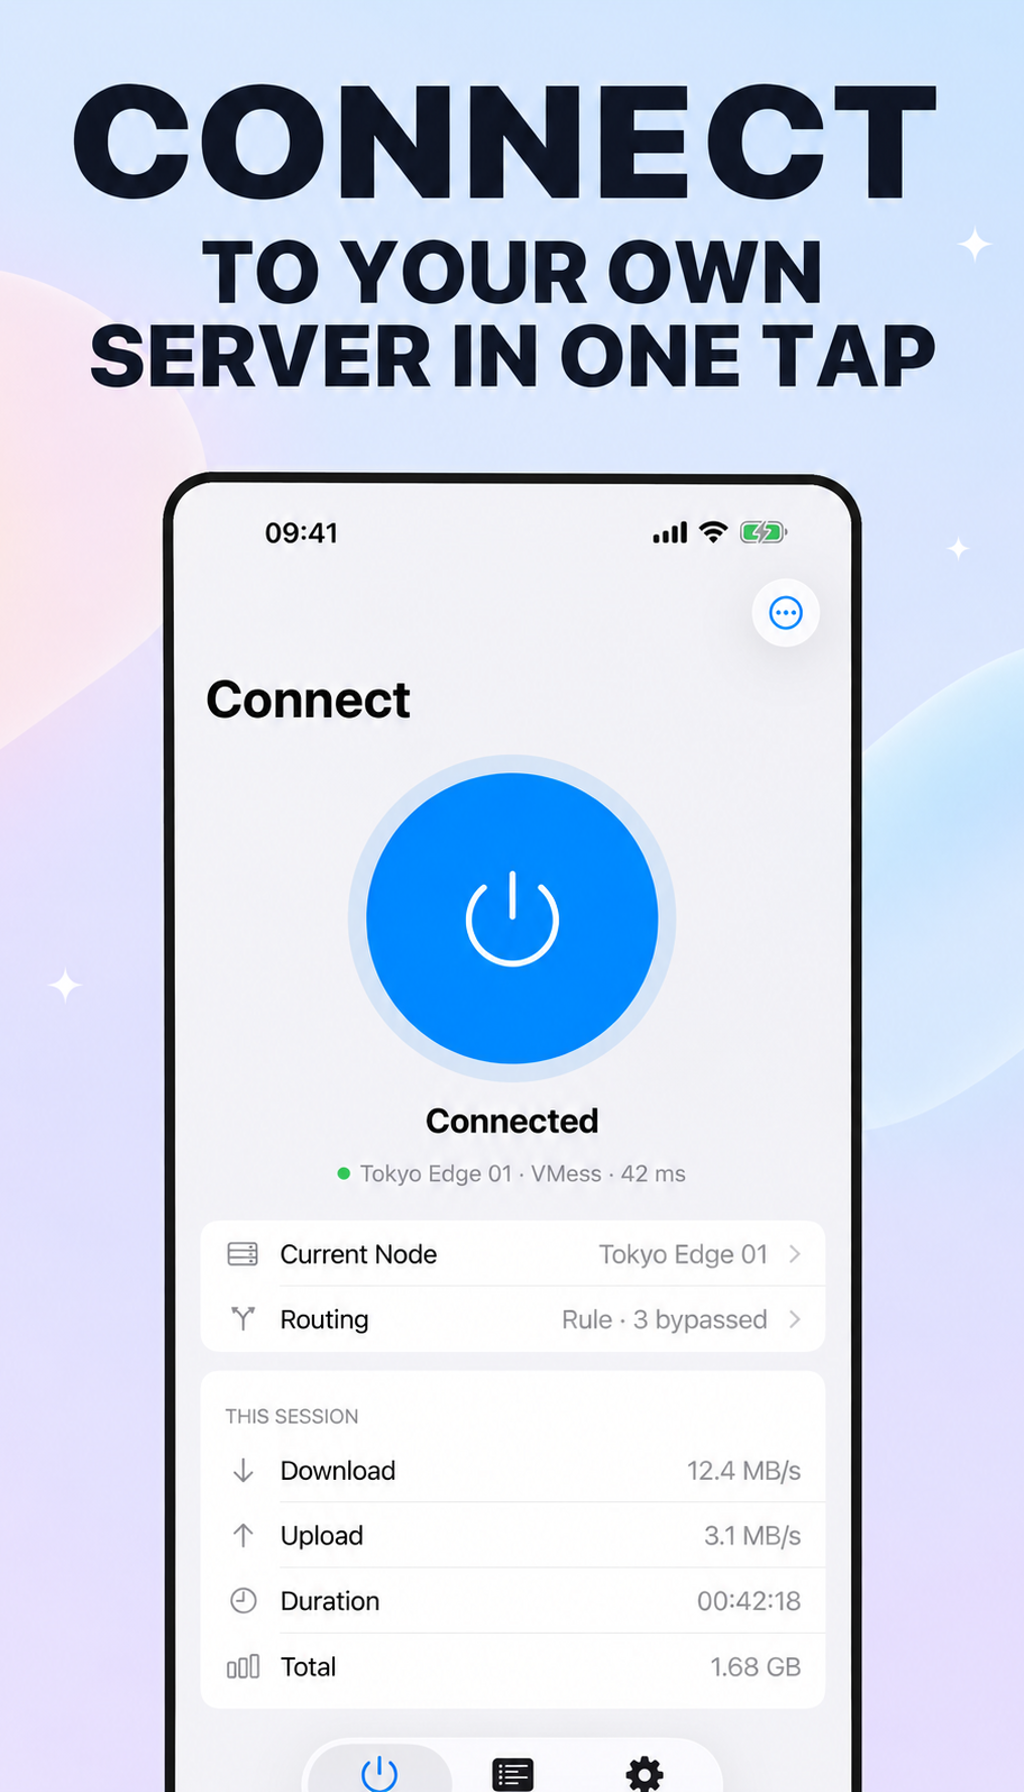 CONNECT
TO YOUR OWN
SERVER IN ONE TAP
09:41
Connect
Connected
Tokyo Edge 01 · VMess · 42 ms
Current Node Tokyo Edge 01
Routing Rule · 3 bypassed
THIS SESSION
Download 12.4 MB/s
Upload 3.1 MB/s
Duration 00:42:18
Total 1.68 GB